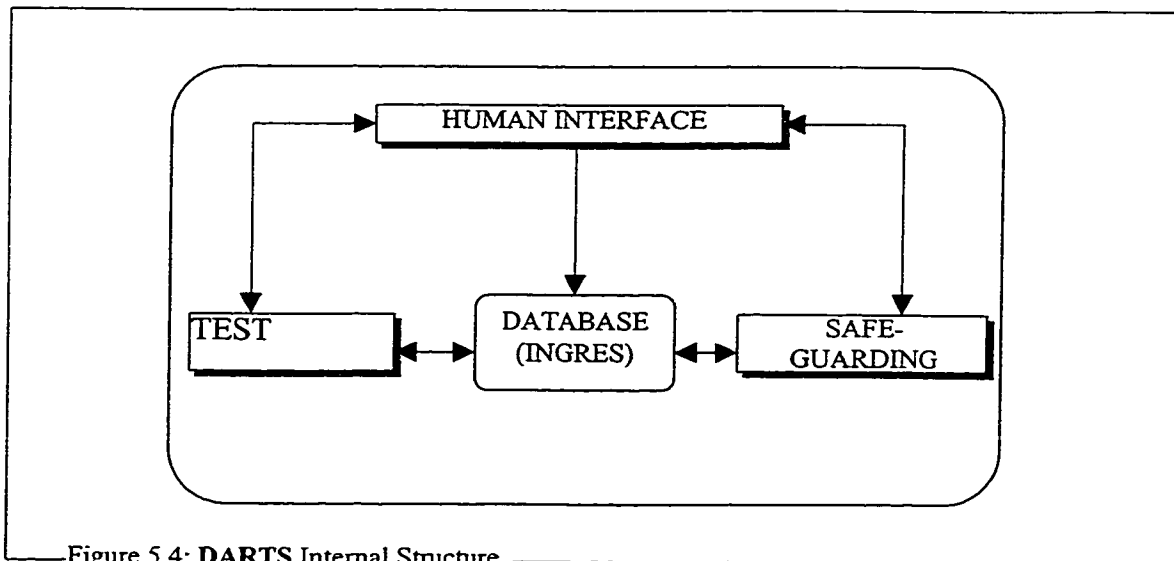 HUMAN INTERFACE
TEST
DATABASE
(INGRES)
SAFE-
GUARDING
Figure 5.4: DARTS Internal Structure